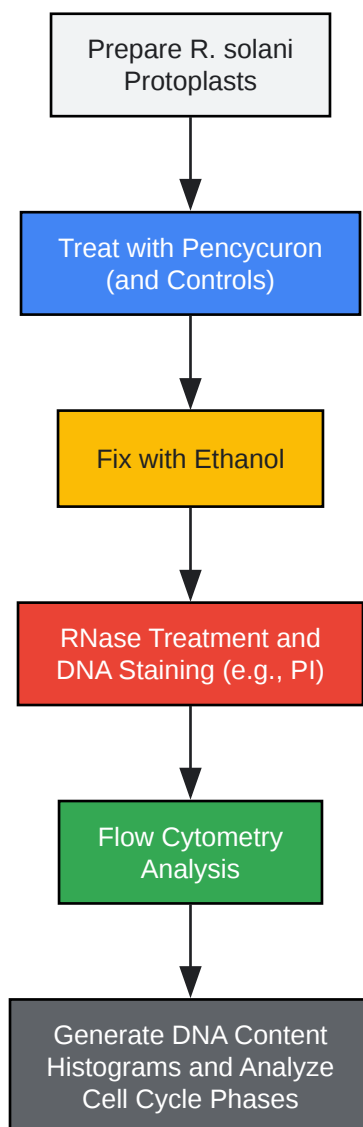 Prepare R. solani
Protoplasts
Treat with Pencycuron
(and Controls)
Fix with Ethanol
RNase Treatment and
DNA Staining (e.g., PI)
Flow Cytometry
Analysis
Generate DNA Content
Histograms and Analyze
Cell Cycle Phases